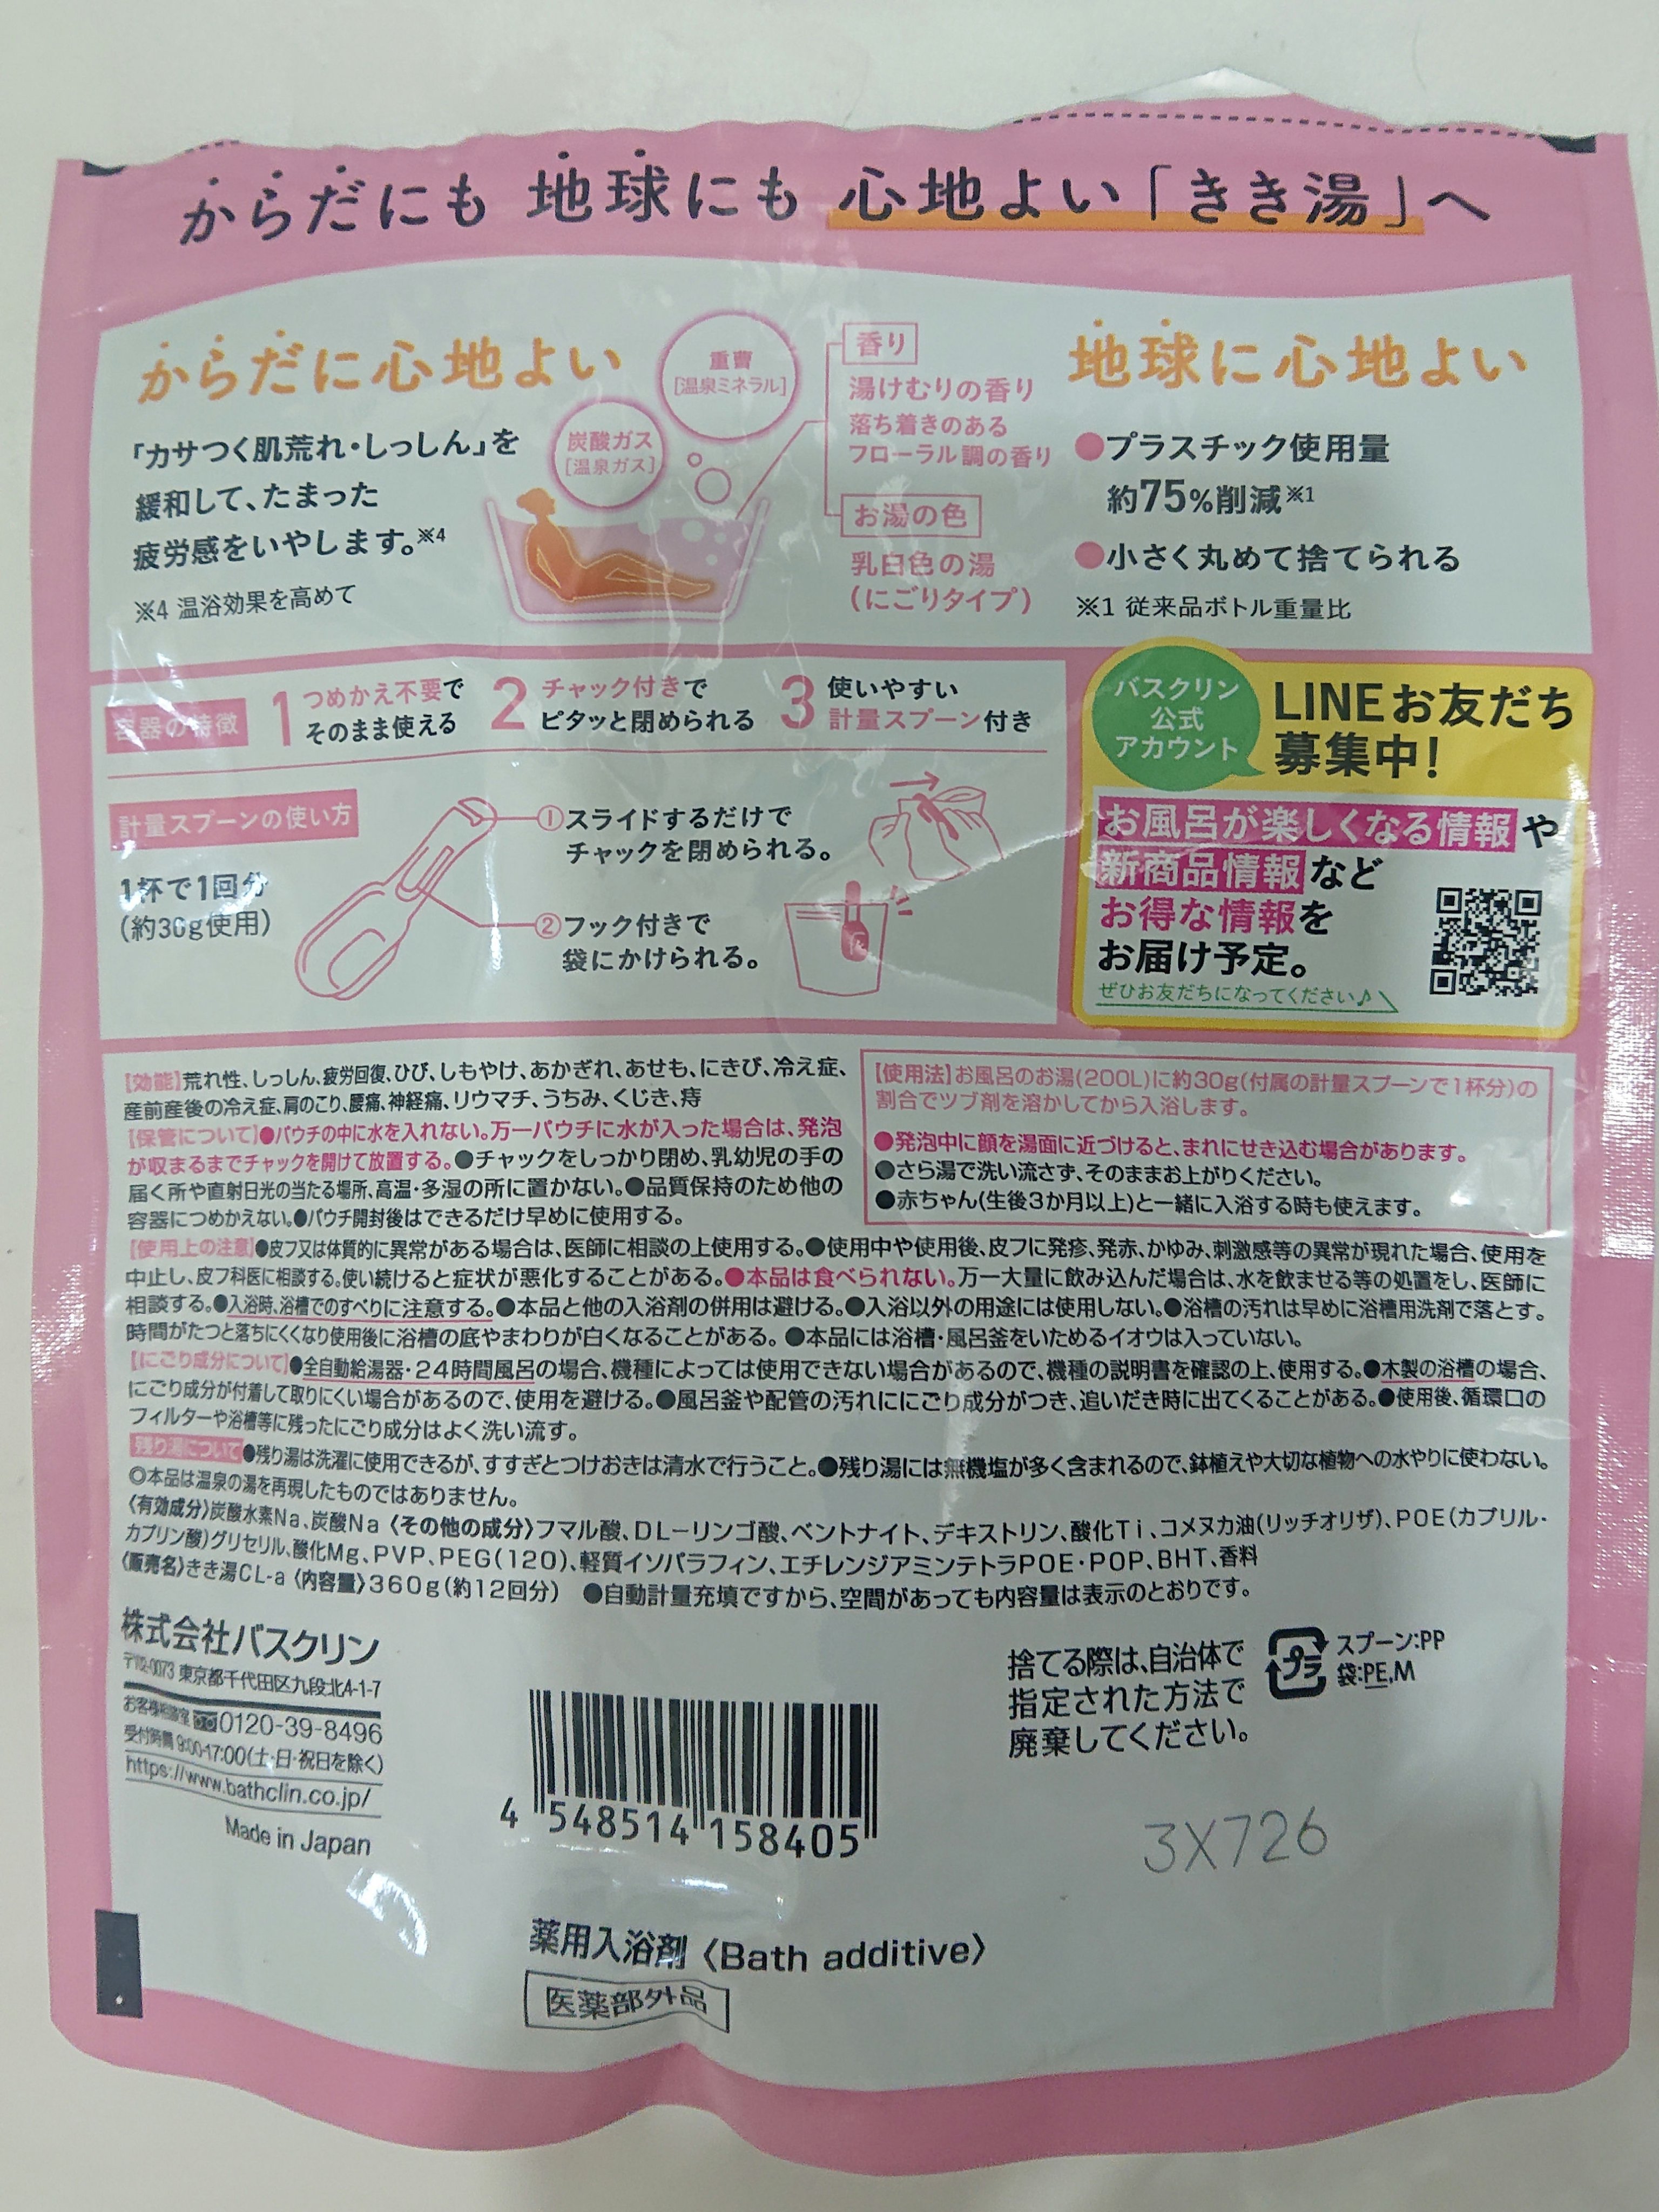 からだにも 地球にも 心地よい「きき湯」へ
からだに心地よい
「カサつく肌荒れ・しっしん」を
緩和して、たまった
疲労感をいやします。※4
※4 温浴効果を高めて
重曹
[温泉ミネラル]
炭酸ガス
[温泉ガス]
香り
湯けむりの香り
落ち着きのある
フローラル調の香り
お湯の色
乳白色の湯
(にごりタイプ)
地球に心地よい
●プラスチック使用量
約75%削減※1
●小さく丸めて捨てられる
※1 従来品ボトル重量比
容器の特徴
1 つめかえ不要で
そのまま使える
2 チャック付きで
ピタッと閉められる
3 使いやすい
計量スプーン付き
計量スプーンの使い方
1杯で1回分
(約30g使用)
①スライドするだけで
チャックを閉められる。
②フック付きで
袋にかけられる。
バスクリン
公式
アカウント
LINEお友だち
募集中!
お風呂が楽しくなる情報や
新商品情報など
お得な情報を
お届け予定。
ぜひお友だちになってください♪
【効能】荒れ性、しっしん、疲労回復、ひび、しもやけ、あかぎれ、あせも、にきび、冷え症、
産前産後の冷え症、肩のこり、腰痛、神経痛、リウマチ、うちみ、くじき、痔
【保管について】●パウチの中に水を入れない。万一パウチに水が入った場合は、発泡
が収まるまでチャックを開けて放置する。●チャックをしっかり閉め、乳幼児の手の
届く所や直射日光の当たる場所、高温・多湿の所に置かない。●品質保持のため他の
容器につめかえない。●パウチ開封後はできるだけ早めに使用する。
【使用法】お風呂のお湯(200L)に約30g(付属の計量スプーンで1杯分)の
割合でツブ剤を溶かしてから入浴します。
●発泡中に顔を湯面に近づけると、まれにせき込む場合があります。
●さら湯で洗い流さず、そのままお上がりください。
●赤ちゃん(生後3か月以上)と一緒に入浴する時も使えます。
【使用上の注意】●皮フ又は体質的に異常がある場合は、医師に相談の上使用する。●使用中や使用後、皮フに発疹、発赤、かゆみ、刺激感等の異常が現れた場合、使用を
中止し、皮フ科医に相談する。使い続けると症状が悪化することがある。●本品は食べられない。万一大量に飲み込んだ場合は、水を飲ませる等の処置をし、医師に
相談する。●入浴時、浴槽でのすべりに注意する。●本品と他の入浴剤の併用は避ける。●入浴以外の用途には使用しない。●浴槽の汚れは早めに浴槽用洗剤で落とす。
時間がたつと落ちにくくなり使用後に浴槽の底やまわりが白くなることがある。●本品には浴槽・風呂釜をいためるイオウは入っていない。
【にごり成分について】●全自動給湯器・24時間風呂の場合、機種によっては使用できない場合があるので、機種の説明書を確認の上、使用する。●木製の浴槽の場合、
にごり成分が付着して取りにくい場合があるので、使用を避ける。●風呂釜や配管の汚れににごり成分がつき、追いだき時に出てくることがある。●使用後、循環口の
フィルターや浴槽等に残ったにごり成分はよく洗い流す。
残り湯について●残り湯は洗濯に使用できるが、すすぎとつけおきは清水で行うこと。●残り湯には無機塩が多く含まれるので、鉢植えや大切な植物への水やりに使わない。
◎本品は温泉の湯を再現したものではありません。
〈有効成分〉炭酸水素Na、炭酸Na〈その他の成分〉フマル酸、DL-リンゴ酸、ベントナイト、デキストリン、酸化Ti、コメヌカ油(リッチオリザ)、POE(カプリル・
カプリン酸)グリセリル、酸化Mg、PVP、PEG(120)、軽質イソパラフィン、エチレンジアミンテトラPOE・POP、BHT、香料
〈販売名〉きき湯CL-a〈内容量〉360g(約12回分) ●自動計量充填ですから、空間があっても内容量は表示のとおりです。
株式会社バスクリン
〒102-0073 東京都千代田区九段北4-1-7
お客様相談室 0120-39-8496
受付時間 9:00-17:00(土・日・祝日を除く)
https://www.bathclin.co.jp/
Made in Japan
4 548514 158405
捨てる際は、自治体で
指定された方法で
廃棄してください。
プラ
スプーン:PP
袋:PE,M
3X726
薬用入浴剤〈Bath additive〉
医薬部外品